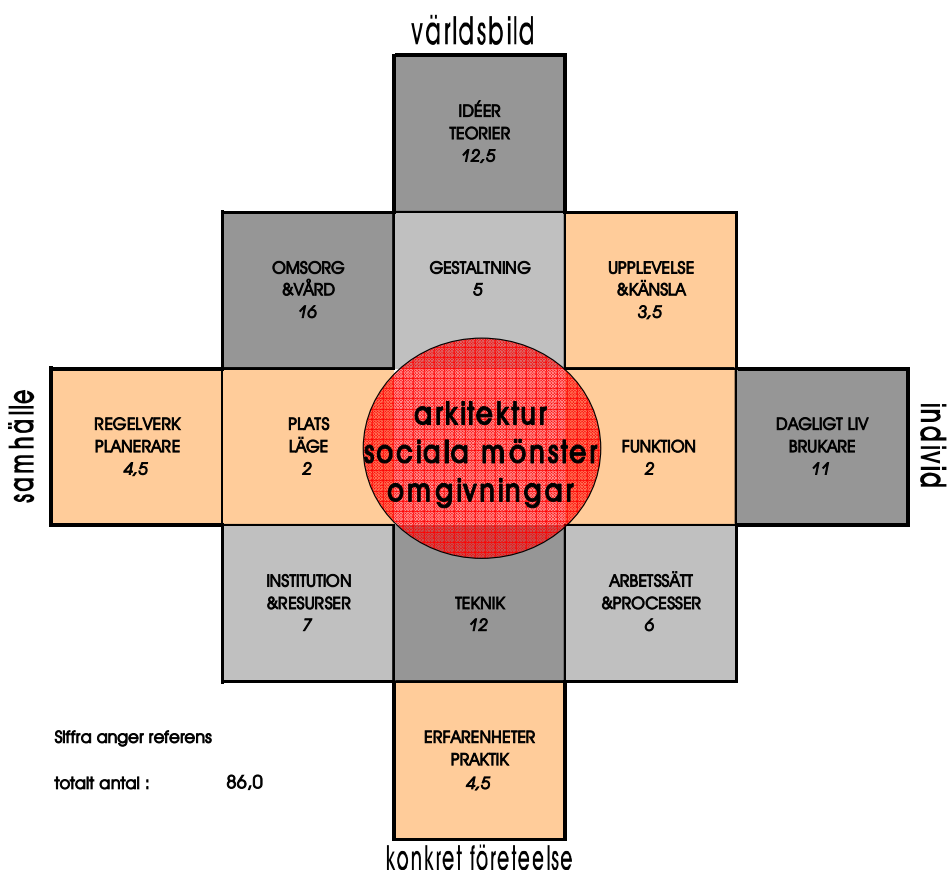 världsbild
IDÉER
TEORIER
12,5
OMSORG
&VÅRD
16
GESTALTNING
5
UPPLEVELSE
&KÄNSLA
3,5
samhälle
REGELVERK
PLANERARE
4,5
PLATS
LÄGE
2
arkitektur
sociala mönster
omgivningar
FUNKTION
2
DAGLIGT LIV
BRUKARE
11
individ
INSTITUTION
&RESURSER
7
TEKNIK
12
ARBETSSÄTT
&PROCESSER
6
ERFARENHETER
PRAKTIK
4,5
Siffra anger referens
totalt antal : 86,0
konkret företeelse